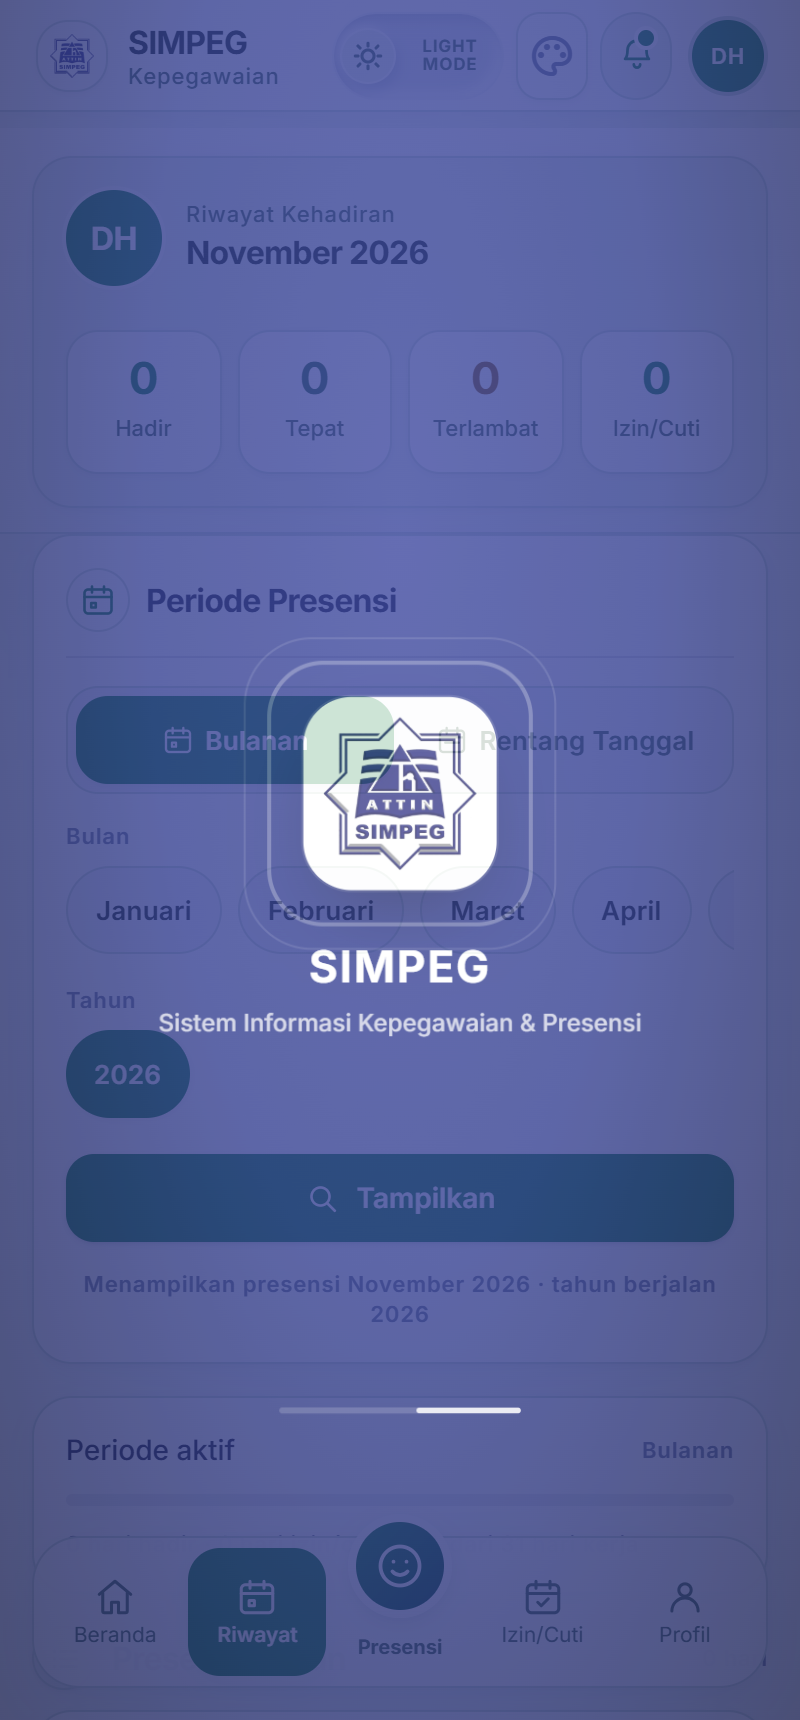 SIMPEG
Kepegawaian
LIGHT
MODE
DH
DH
Riwayat Kehadiran
November 2026
0
Hadir
0
Tepat
0
Terlambat
0
Izin/Cuti
Periode Presensi
Bulanan
Rentang Tanggal
ATTIN
SIMPEG
Bulan
Januari
Februari
Maret
April
SIMPEG
Tahun
Sistem Informasi Kepegawaian & Presensi
2026
Tampilkan
Menampilkan presensi November 2026 · tahun berjalan
2026
Periode aktif
Bulanan
Beranda
Riwayat
Presensi
Izin/Cuti
Profil